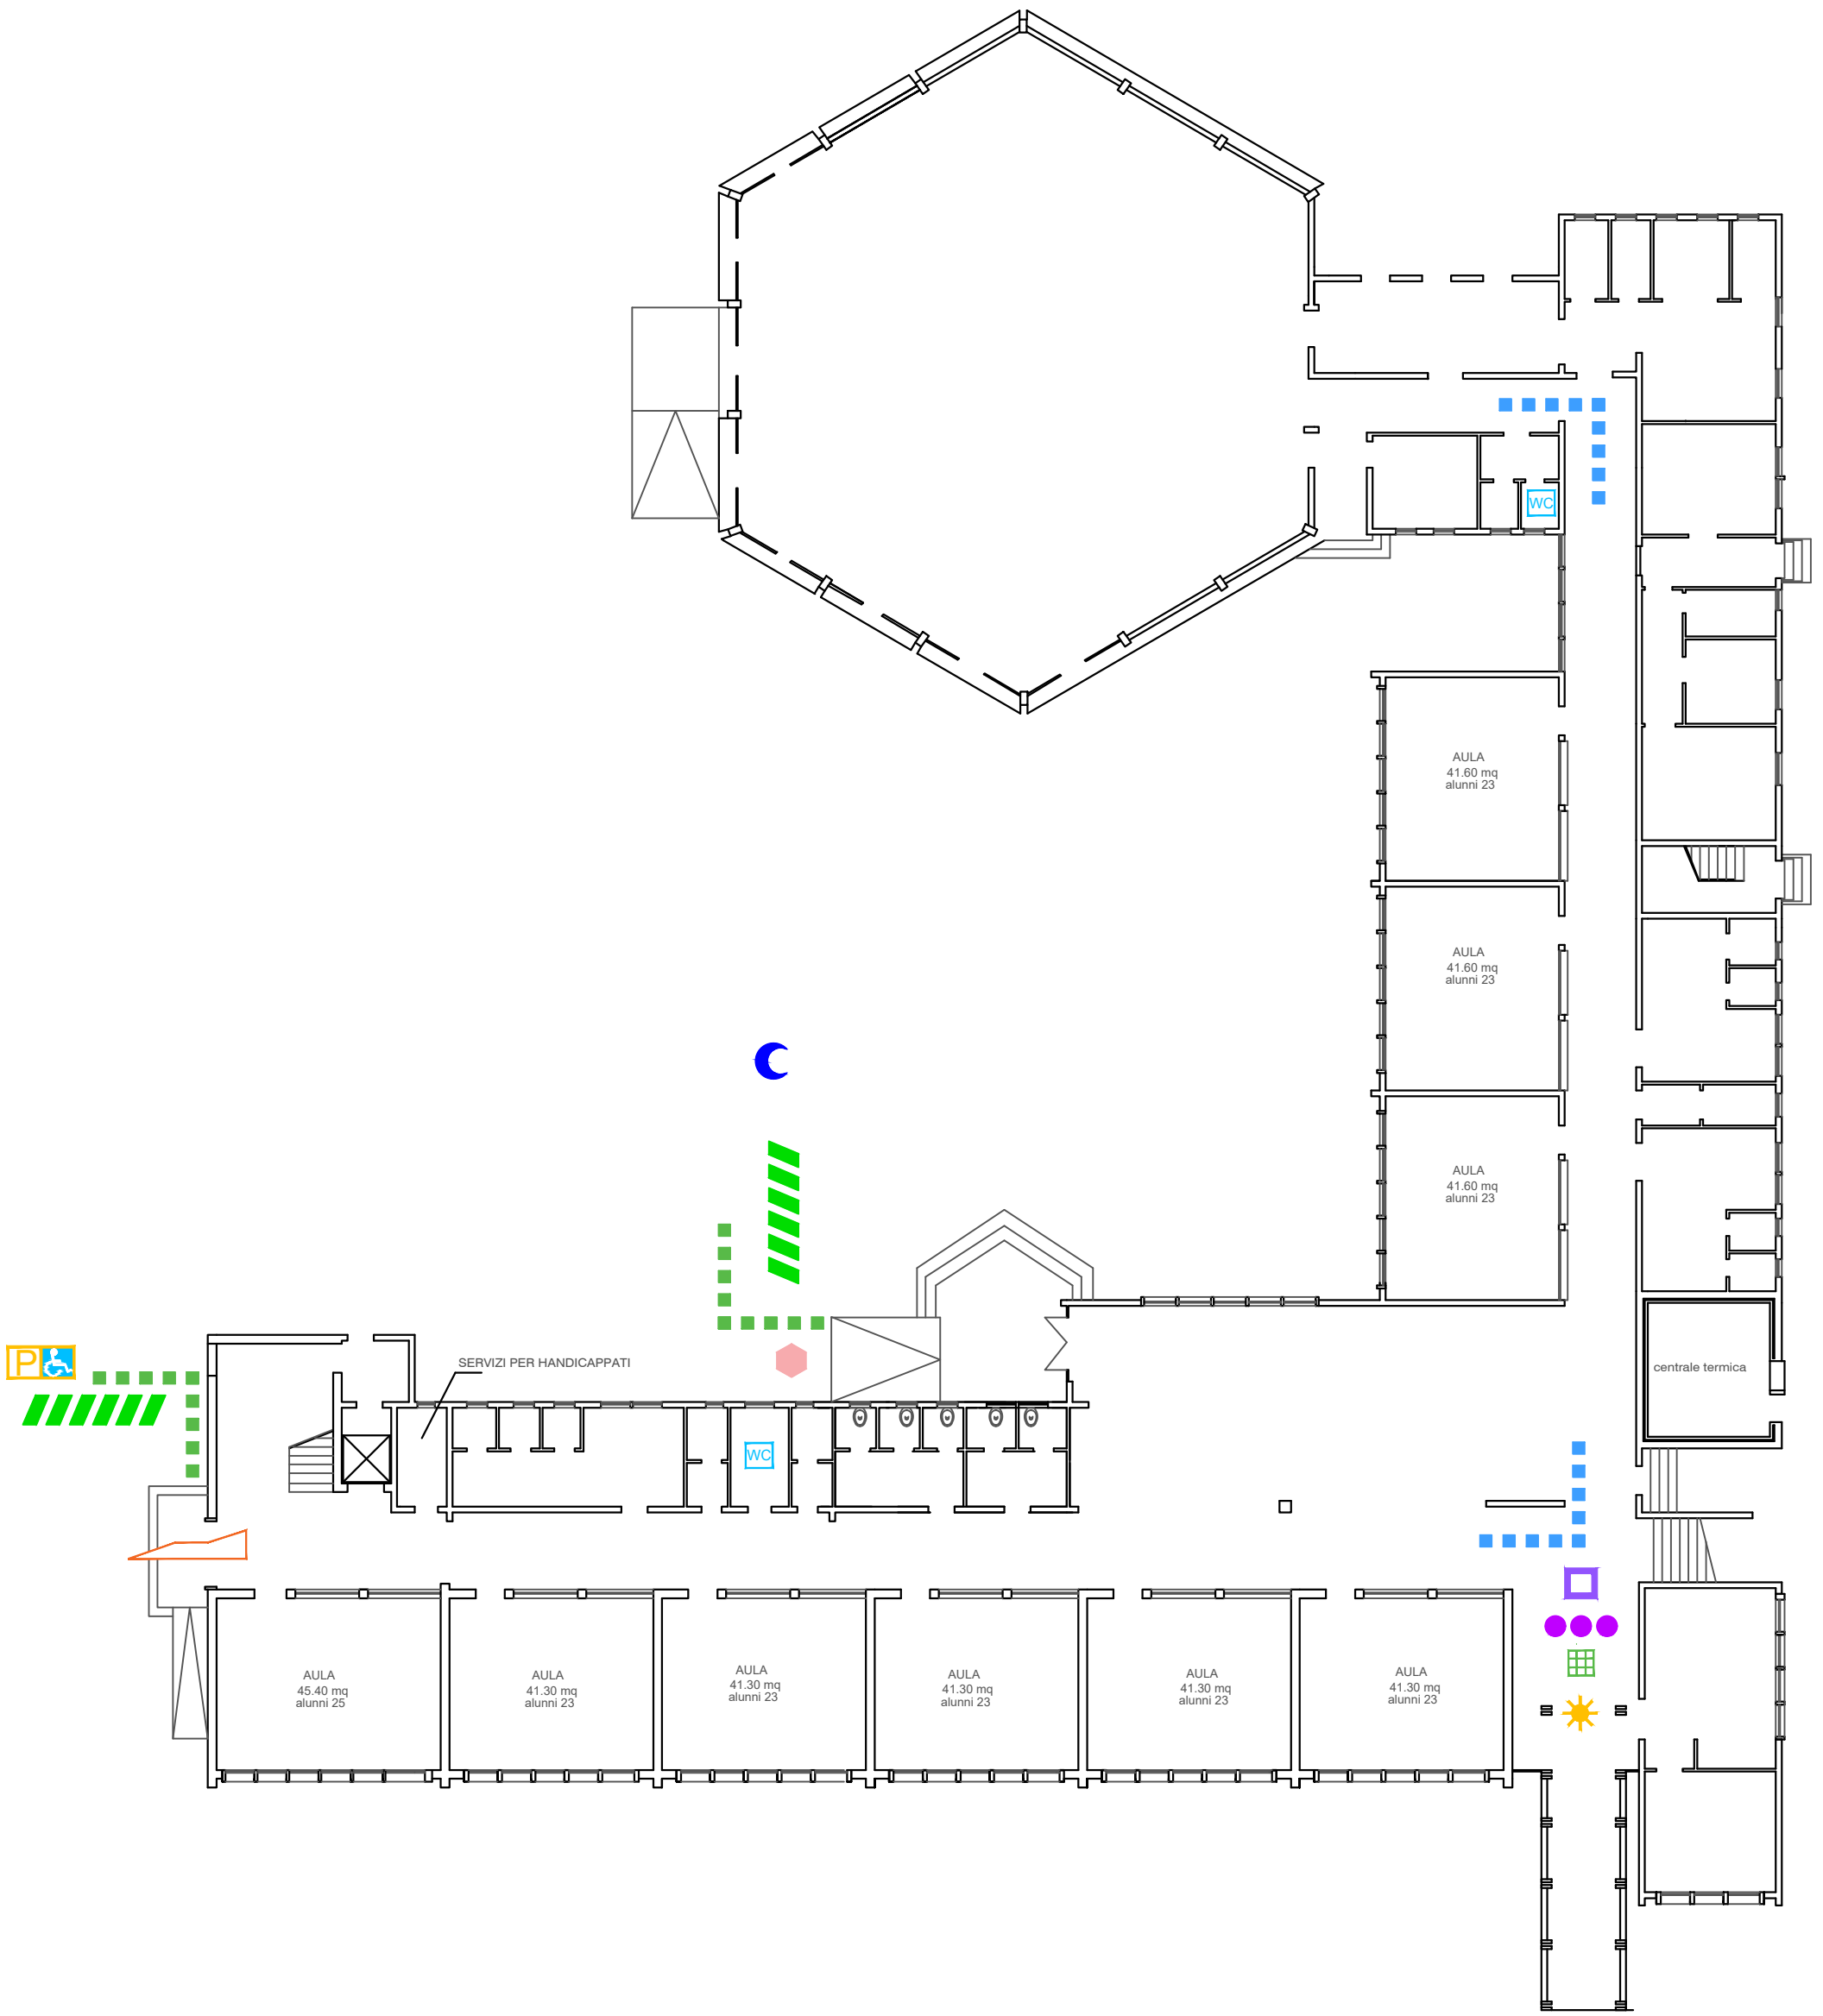 WC
AULA
41.60 mq
alunni 23
AULA
41.60 mq
alunni 23
AULA
41.60 mq
alunni 23
P
SERVIZI PER HANDICAPPATI
centrale termica
WC
AULA
45.40 mq
alunni 25
AULA
41.30 mq
alunni 23
AULA
41.30 mq
alunni 23
AULA
41.30 mq
alunni 23
AULA
41.30 mq
alunni 23
AULA
41.30 mq
alunni 23